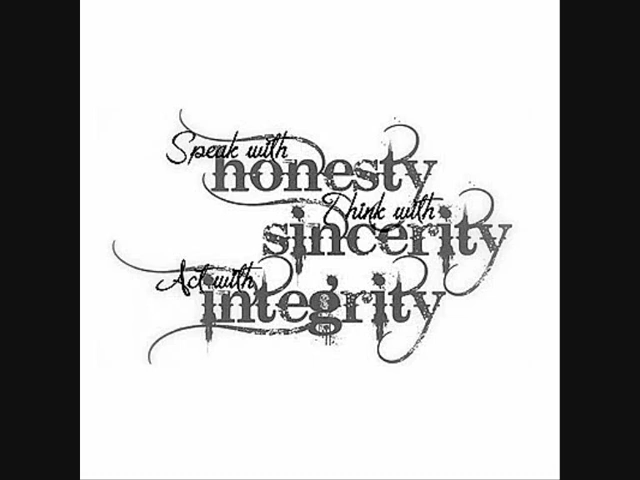 Speak with
honesty
Think with
sincerity
Act with
integrity